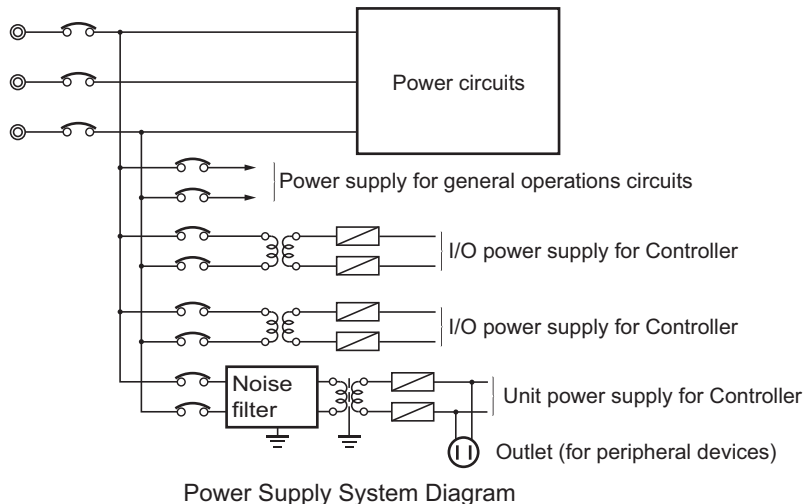 Power circuits
Power supply for general operations circuits
I/O power supply for Controller
I/O power supply for Controller
Noise
filter
Unit power supply for Controller
Outlet (for peripheral devices)
Power Supply System Diagram